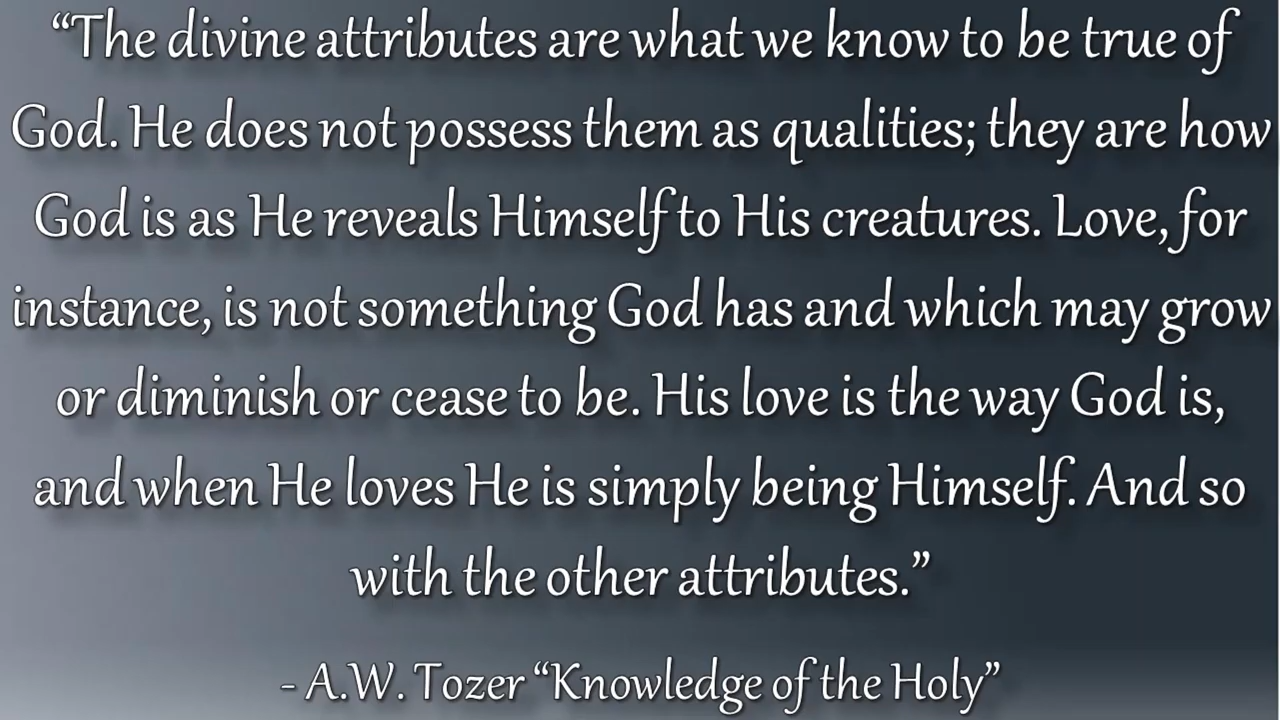 “The divine attributes are what we know to be true of
God. He does not possess them as qualities; they are how
God is as He reveals Himself to His creatures. Love, for
instance, is not something God has and which may grow
or diminish or cease to be. His love is the way God is,
and when He loves He is simply being Himself. And so
with the other attributes.”
- A.W. Tozer “Knowledge of the Holy”